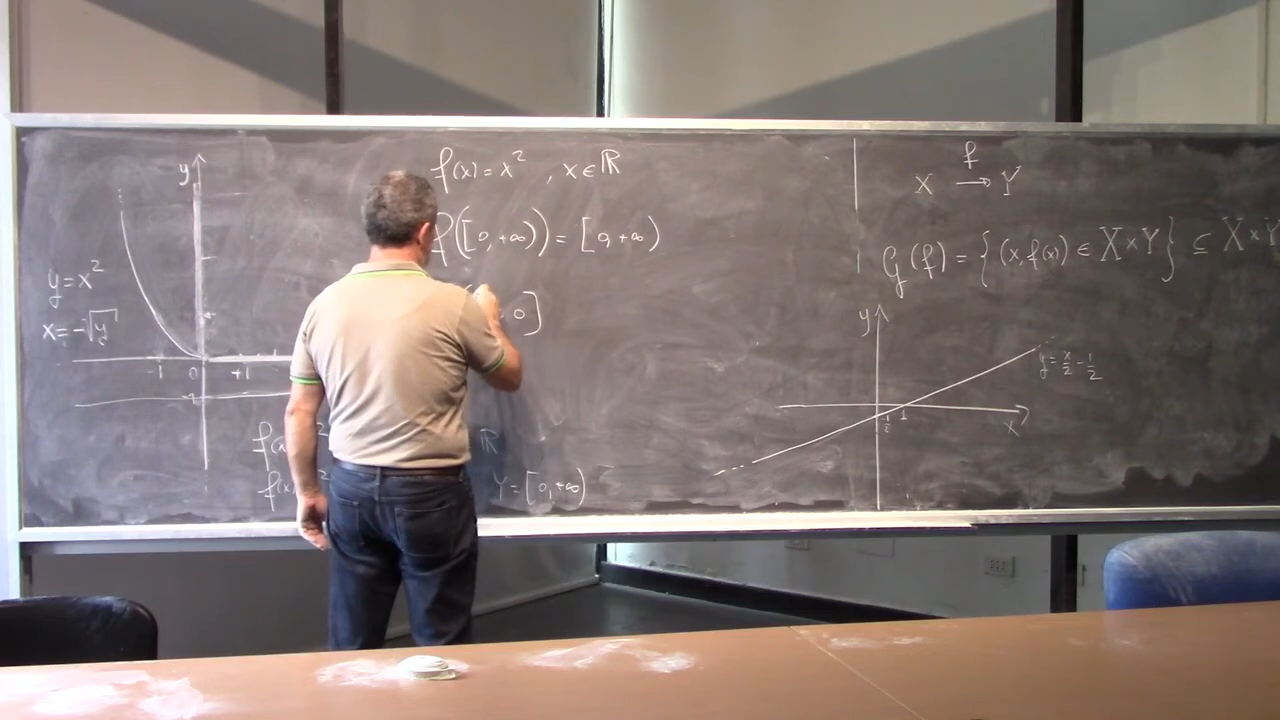 y
y = x²
x = -√y
-1 0 +1
f(x) = x² , x ∈ ℝ
f([0, +∞)) = [0, +∞)
0]
ℝ
Y = [0, +∞)
f
X → Y
G(f) = { (x, f(x) ∈ X × Y } ⊆ X × Y
y
y = x/2 - 1/2
-1/2 1
x